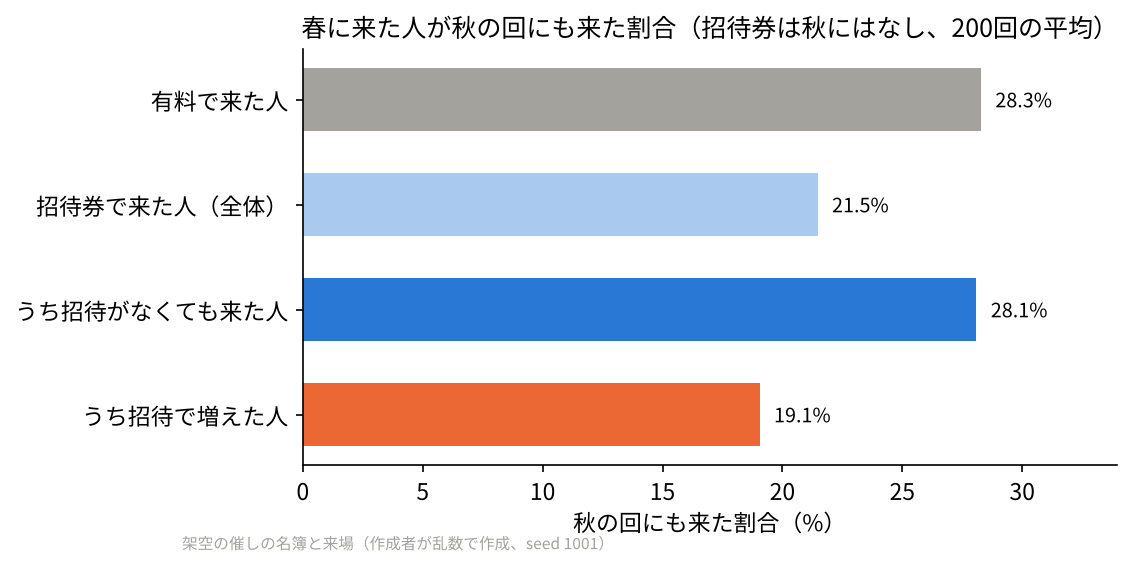 春に来た人が秋の回にも来た割合（招待券は秋にはなし、200回の平均）
有料で来た人
28.3%
招待券で来た人（全体）
21.5%
うち招待がなくても来た人
28.1%
うち招待で増えた人
19.1%
0 5 10 15 20 25 30
秋の回にも来た割合（%）
架空の催しの名簿と来場（作成者が乱数で作成、seed 1001）